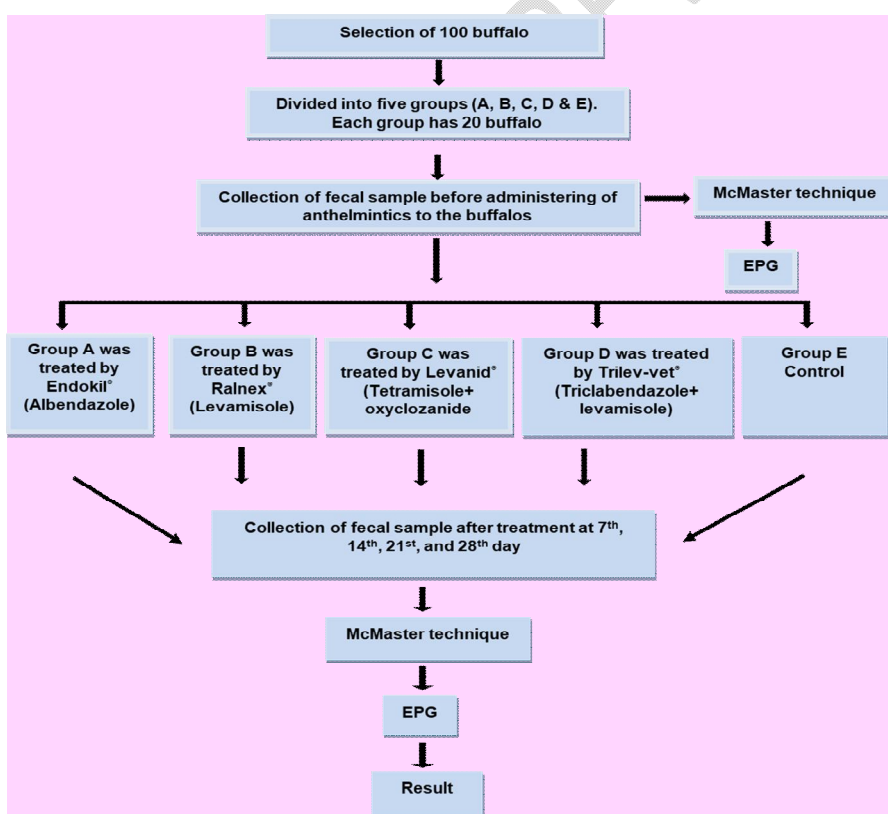 Selection of 100 buffalo
Divided into five groups (A, B, C, D & E).
Each group has 20 buffalo
Collection of fecal sample before administering of
anthelmintics to the buffalos
McMaster technique
EPG
Group A was
treated by
Endokil®
(Albendazole)
Group B was
treated by
Ralnex®
(Levamisole)
Group C was
treated by Levanid®
(Tetramisole+
oxyclozanide
Group D was treated
by Trilev-vet®
(Triclabendazole+
levamisole)
Group E
Control
Collection of fecal sample after treatment at 7th,
14th, 21st, and 28th day
McMaster technique
EPG
Result